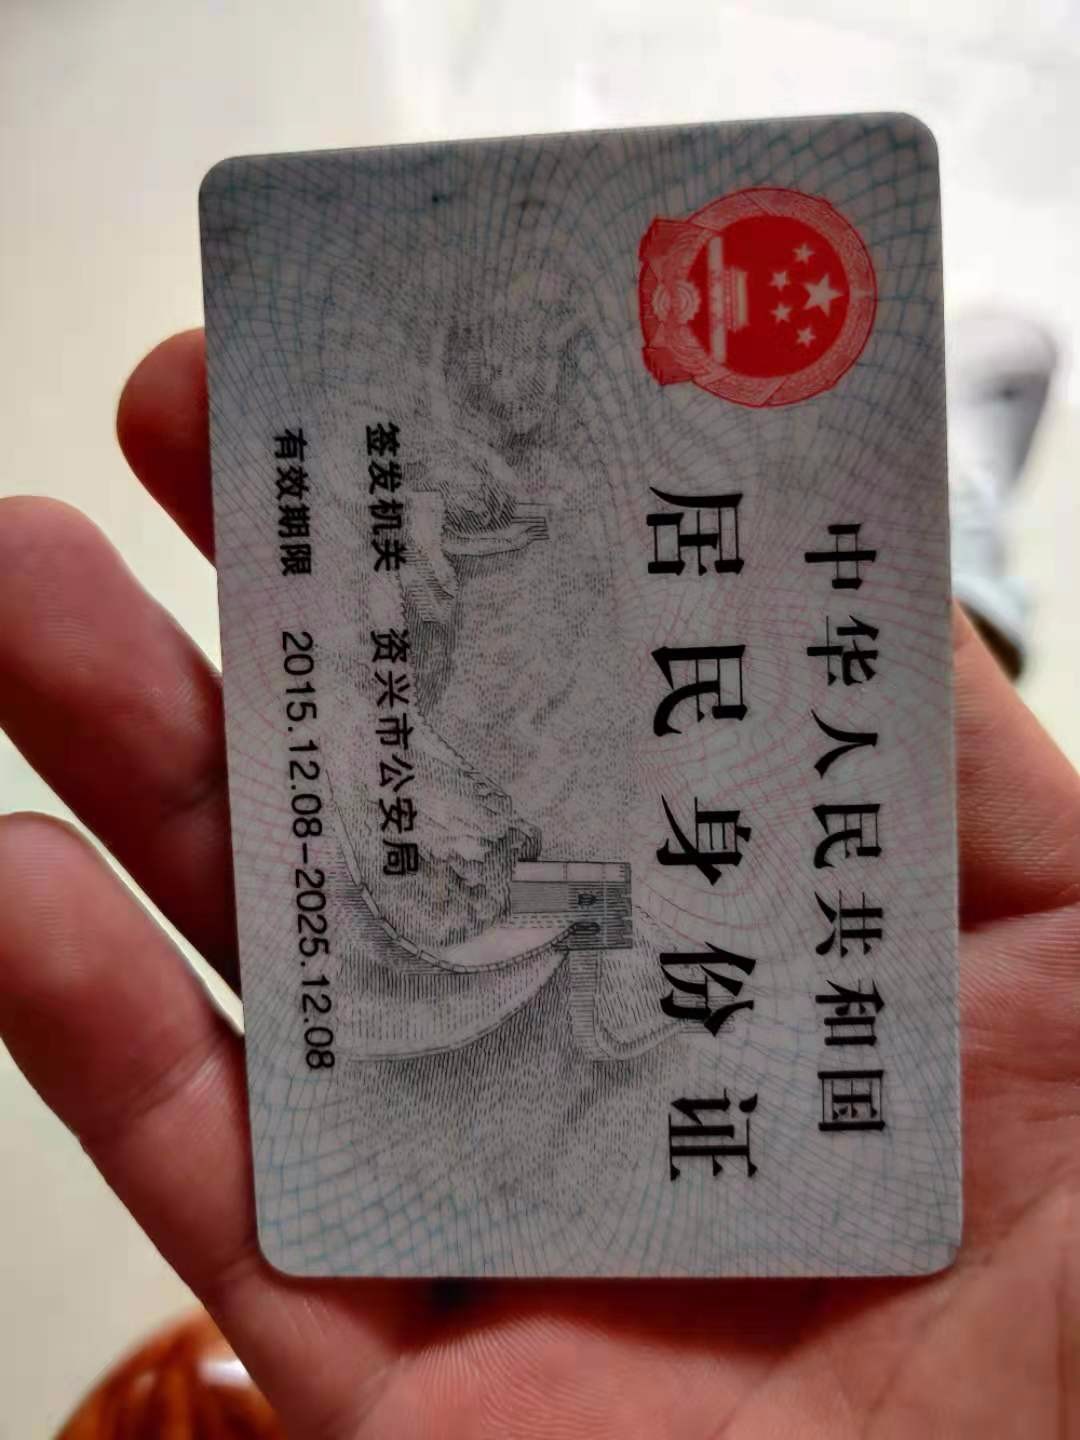 中华人民共和国
居民身份证
签发机关 资兴市公安局
有效期限 2015.12.08-2025.12.08